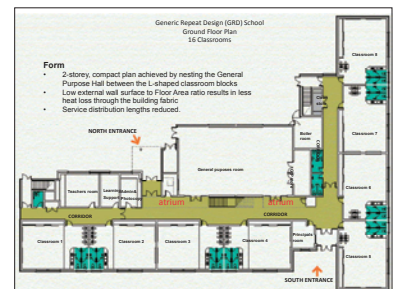 Generic Repeat Design (GRD) School
Ground Floor Plan
16 Classrooms
Form
• 2-storey, compact plan achieved by nesting the General
Purpose Hall between the L-shaped classroom blocks
• Low external wall surface to Floor Area ratio results in less
heat loss through the building fabric
• Service distribution lengths reduced.
NORTH ENTRANCE
Classroom 8
Boiler
room
Classroom 7
General puposes room
CORRIDOR
Teachers room
Learning
Support
Classroom 6
atrium
atrium
CORRIDOR
CORRIDOR
Principals
room
Classroom 1
Classroom 2
Classroom 3
Classroom 4
Classroom 5
SOUTH ENTRANCE